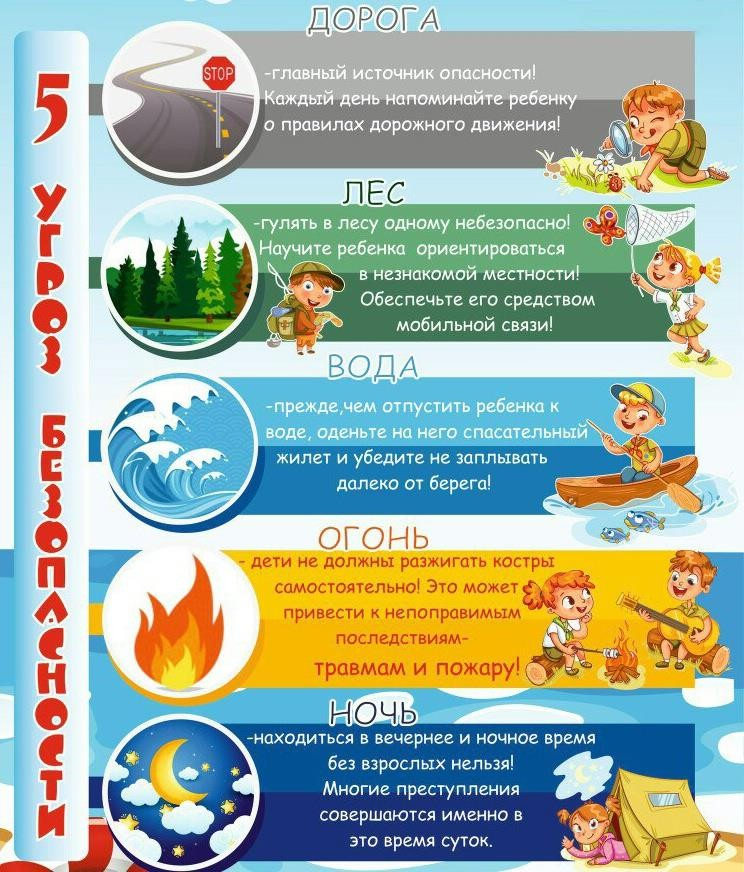 5 УГРОЗ БЕЗОПАСНОСТИ
ДОРОГА
STOP
-главный источник опасности!
Каждый день напоминайте ребенку
о правилах дорожного движения!
ЛЕС
-гулять в лесу одному небезопасно!
Научите ребенка ориентироваться
в незнакомой местности!
Обеспечьте его средством
мобильной связи!
ВОДА
-прежде,чем отпустить ребенка к
воде, оденьте на него спасательный
жилет и убедите не заплывать
далеко от берега!
ОГОНЬ
- дети не должны разжигать костры
самостоятельно! Это может
привести к непоправимым
последствиям-
травмам и пожару!
НОЧЬ
-находиться в вечернее и ночное время
без взрослых нельзя!
Многие преступления
совершаются именно в
это время суток.